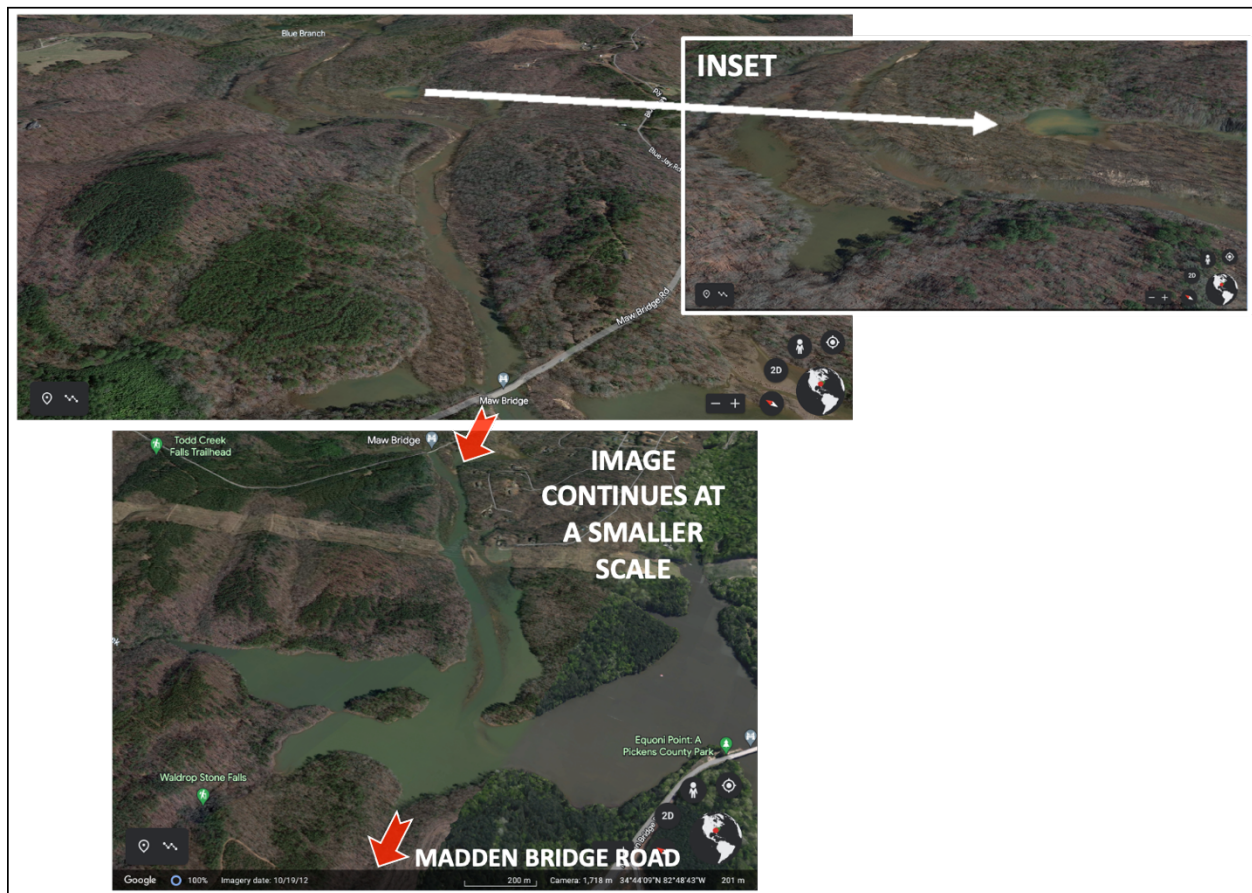 Blue Branch
INSET
Blue Jay Rd
Maw Bridge Rd
2D
2D
Maw Bridge
Todd Creek
Falls Trailhead
Maw Bridge
IMAGE
CONTINUES AT
A SMALLER
SCALE
Equoni Point: A
Pickens County Park
Waldrop Stone Falls
2D
MADDEN BRIDGE ROAD
Google 100% Imagery date: 10/19/12 200 m Camera: 1,718 m 34°44'09"N 82°48'43"W 201 m